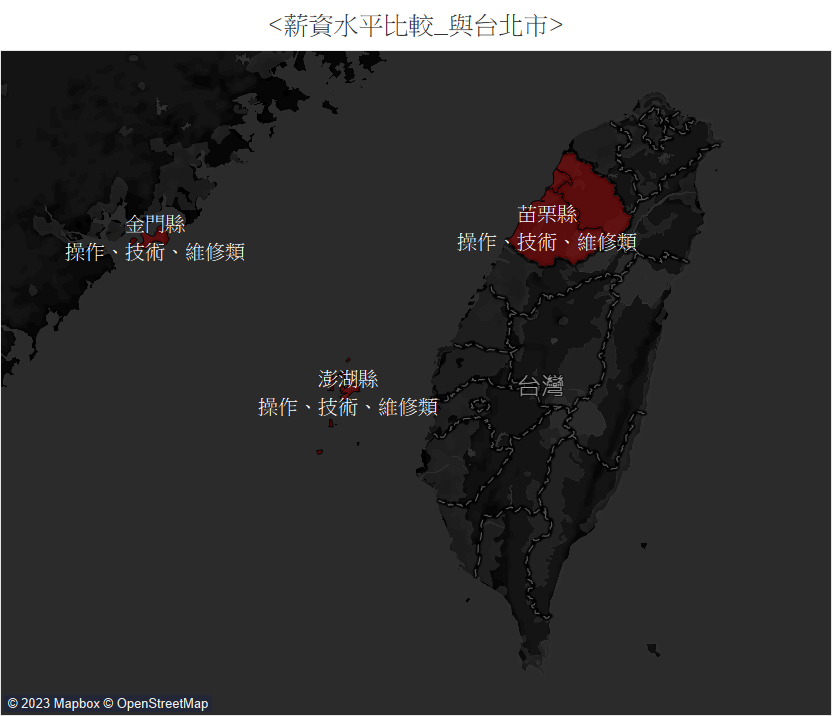 <薪資水平比較_與台北市>
金門縣
操作、技術、維修類
苗栗縣
操作、技術、維修類
澎湖縣
操作、技術、維修類
台灣
© 2023 Mapbox © OpenStreetMap